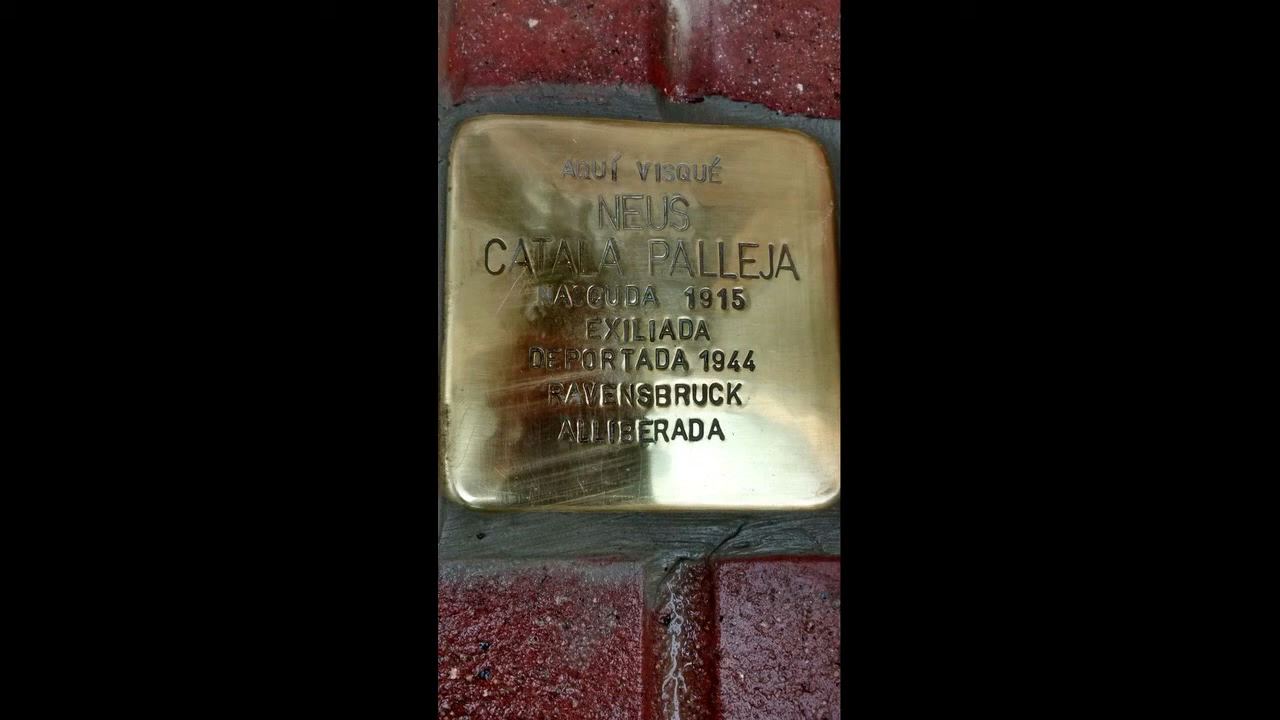 AQUÍ VISQUÉ
NEUS
CATALA PALLEJA
NASCUDA 1915
EXILIADA
DEPORTADA 1944
RAVENSBRUCK
ALLIBERADA